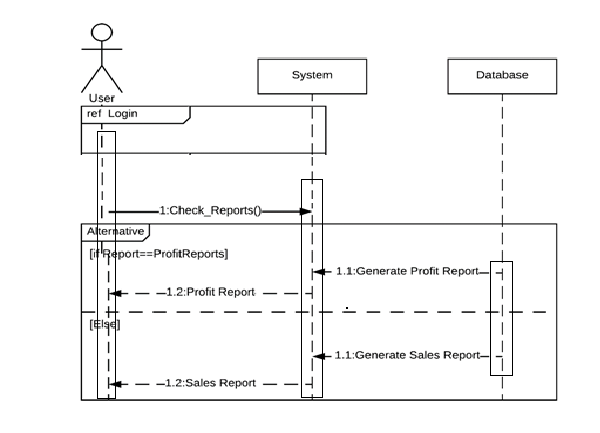 System
Database
User
ref Login
1:Check_Reports()
Alternative
[if Report==ProfitReports]
1.1:Generate Profit Report
1.2:Profit Report
[Else]
1.1:Generate Sales Report
1.2:Sales Report